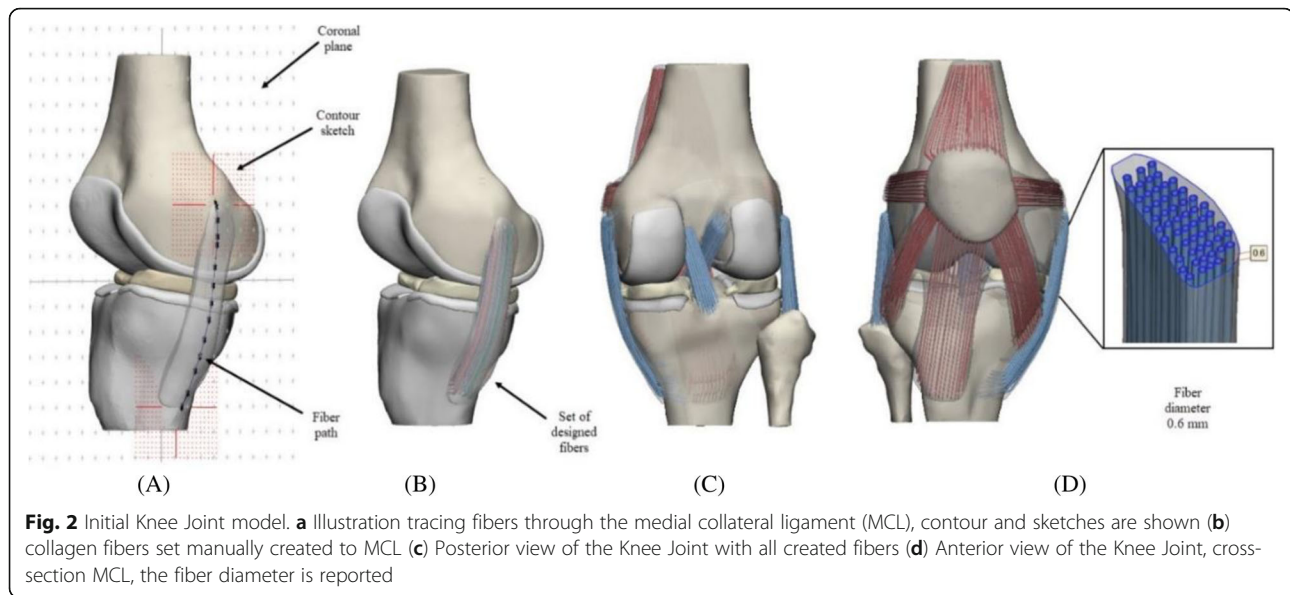 Coronal
plane
Contour
sketch
Fiber
path
Set of
designed
fibers
0.6
Fiber
diameter
0.6 mm
(A)
(B)
(C)
(D)
Fig. 2 Initial Knee Joint model. a Illustration tracing fibers through the medial collateral ligament (MCL), contour and sketches are shown (b)
collagen fibers set manually created to MCL (c) Posterior view of the Knee Joint with all created fibers (d) Anterior view of the Knee Joint, cross-
section MCL, the fiber diameter is reported